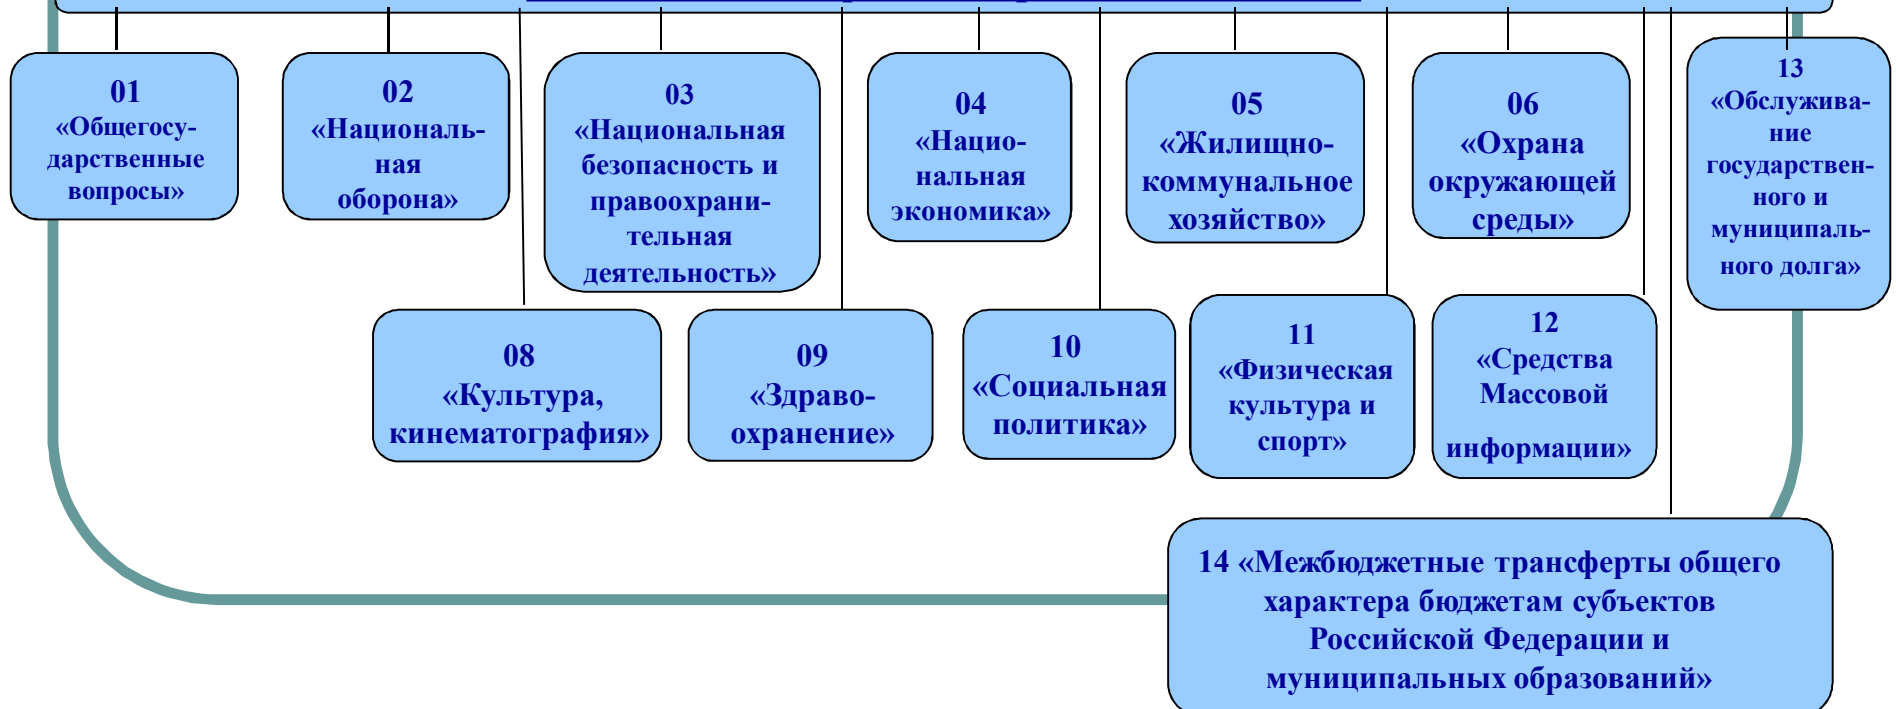 01
«Общегосу-
дарственные
вопросы»
02
«Националь-
ная
оборона»
03
«Национальная
безопасность и
правоохрани-
тельная
деятельность»
04
«Нацио-
нальная
экономика»
05
«Жилищно-
коммунальное
хозяйство»
06
«Охрана
окружающей
среды»
13
«Обслужива-
ние
государствен-
ного и
муниципаль-
ного долга»
08
«Культура,
кинематография»
09
«Здраво-
охранение»
10
«Социальная
политика»
11
«Физическая
культура и
спорт»
12
«Средства
Массовой
информации»
14 «Межбюджетные трансферты общего
характера бюджетам субъектов
Российской Федерации и
муниципальных образований»